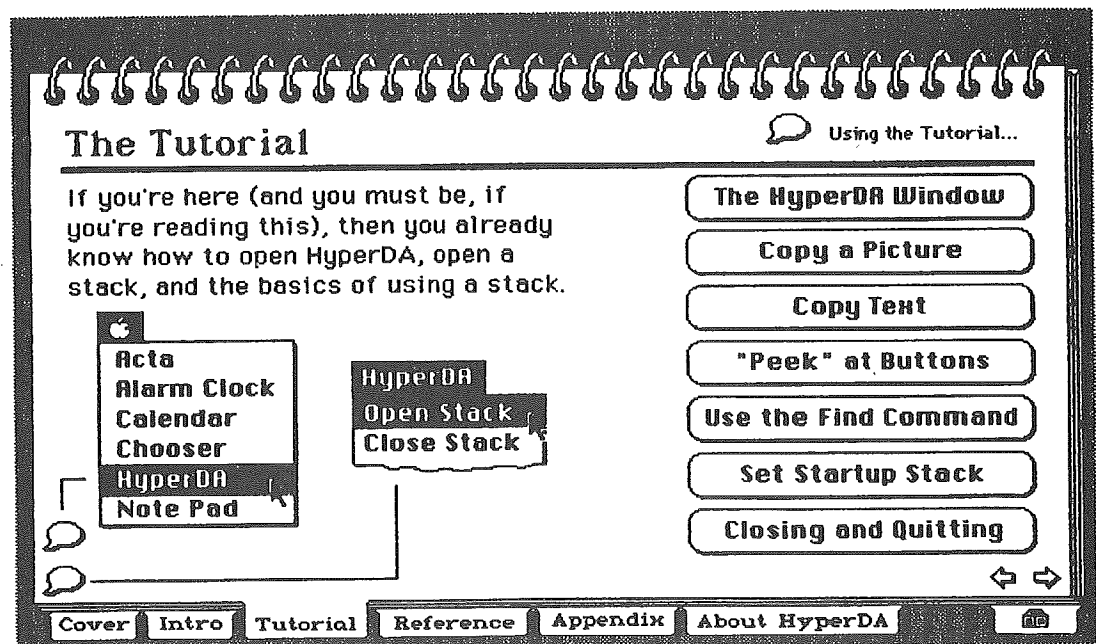 The Tutorial
Using the Tutorial...
If you're here (and you must be, if
you're reading this), then you already
know how to open HyperDA, open a
stack, and the basics of using a stack.
Acta
Alarm Clock
Calendar
Chooser
HyperDA
Note Pad
HyperDA
Open Stack
Close Stack
The HyperDA Window
Copy a Picture
Copy Text
"Peek" at Buttons
Use the Find Command
Set Startup Stack
Closing and Quitting
Cover Intro Tutorial Reference Appendix About HyperDA